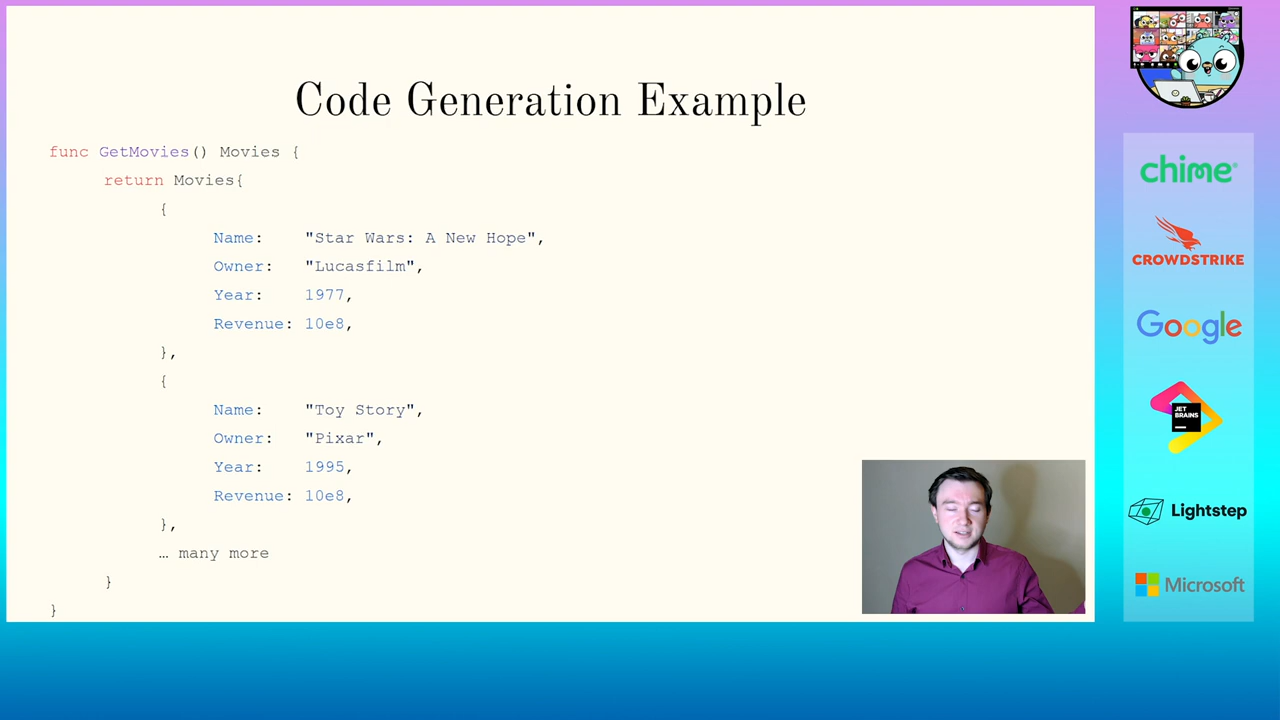 Code Generation Example
func GetMovies() Movies {
return Movies{
{
Name: "Star Wars: A New Hope",
Owner: "Lucasfilm",
Year: 1977,
Revenue: 10e8,
},
{
Name: "Toy Story",
Owner: "Pixar",
Year: 1995,
Revenue: 10e8,
},
… many more
}
}
chime®
CROWDSTRIKE
Google
JET
BRAINS
Lightstep
Microsoft